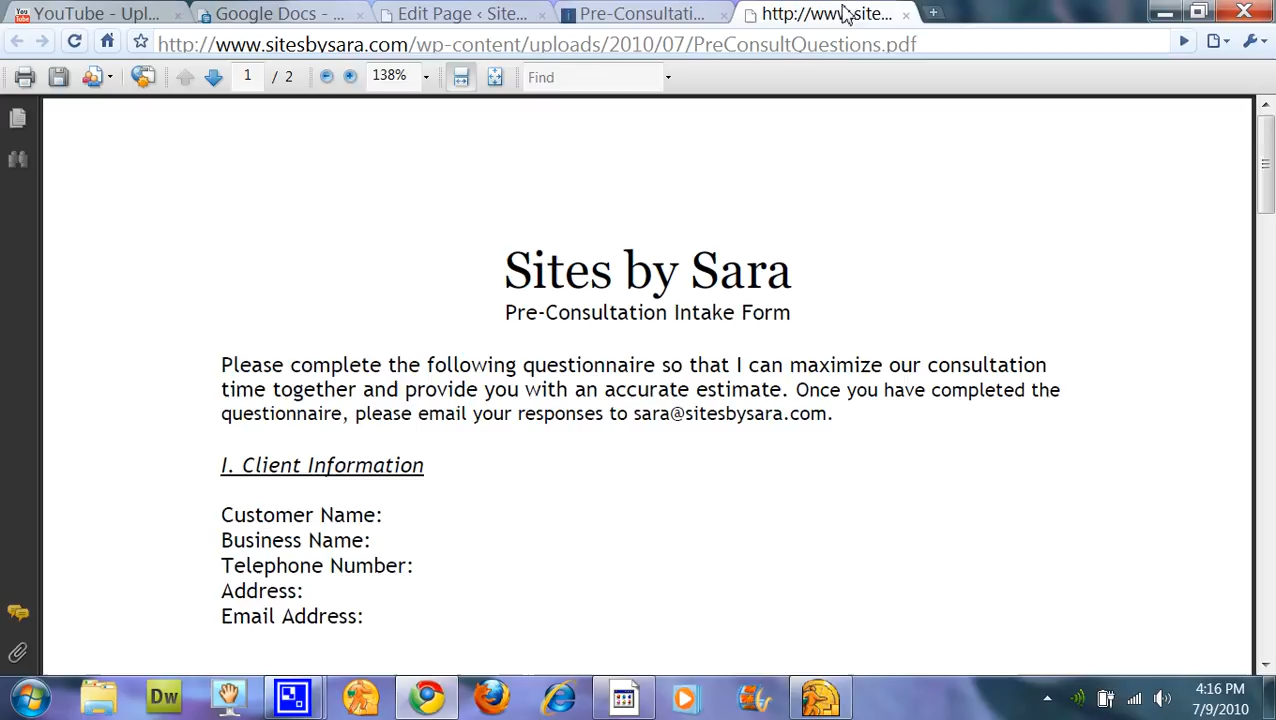 YouTube - Upl...
Google Docs -
Edit Page ‹ Site...
Pre-Consultati...
http://www.site...
http://www.sitesbysara.com/wp-content/uploads/2010/07/PreConsultQuestions.pdf
1 / 2
138%
Find
Sites by Sara
Pre-Consultation Intake Form
Please complete the following questionnaire so that I can maximize our consultation
time together and provide you with an accurate estimate. Once you have completed the
questionnaire, please email your responses to sara@sitesbysara.com.
I. Client Information
Customer Name:
Business Name:
Telephone Number:
Address:
Email Address:
Dw
4:16 PM
7/9/2010